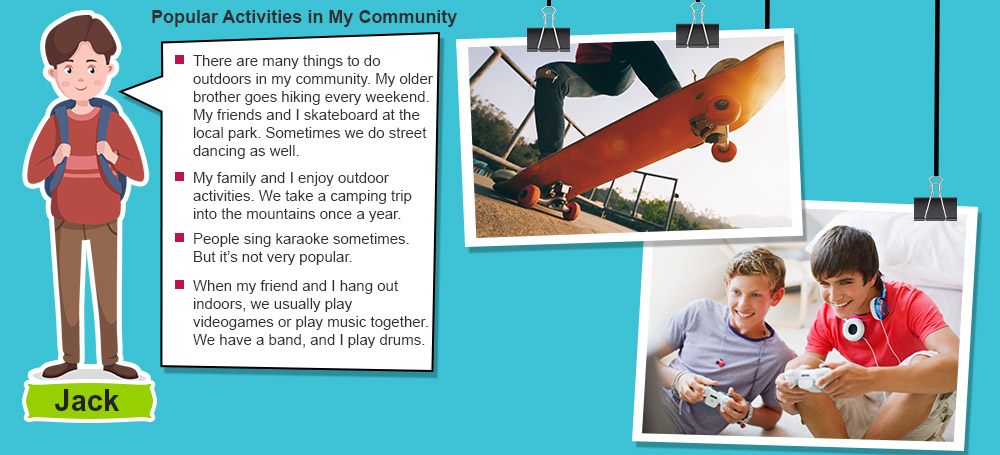 Popular Activities in My Community
There are many things to do
outdoors in my community. My older
brother goes hiking every weekend.
My friends and I skateboard at the
local park. Sometimes we do street
dancing as well.
My family and I enjoy outdoor
activities. We take a camping trip
into the mountains once a year.
People sing karaoke sometimes.
But it’s not very popular.
When my friend and I hang out
indoors, we usually play
videogames or play music together.
We have a band, and I play drums.
Jack